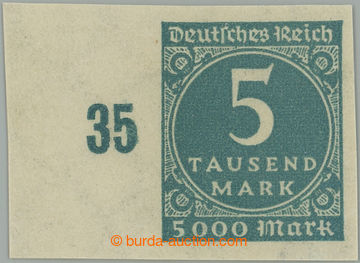 Deutsches Reich
35
5
TAUSEND
MARK
5000 Mark
burda-auction.com